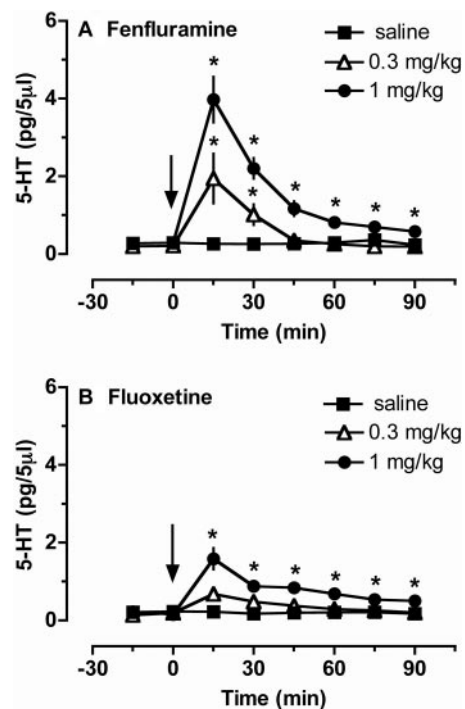 A Fenfluramine
saline
0.3 mg/kg
1 mg/kg
6
4
2
0
5-HT (pg/5µl)
* * * * * *
* *
-30 0 30 60 90
Time (min)
B Fluoxetine
saline
0.3 mg/kg
1 mg/kg
6
4
2
0
5-HT (pg/5µl)
* * * * * *
-30 0 30 60 90
Time (min)